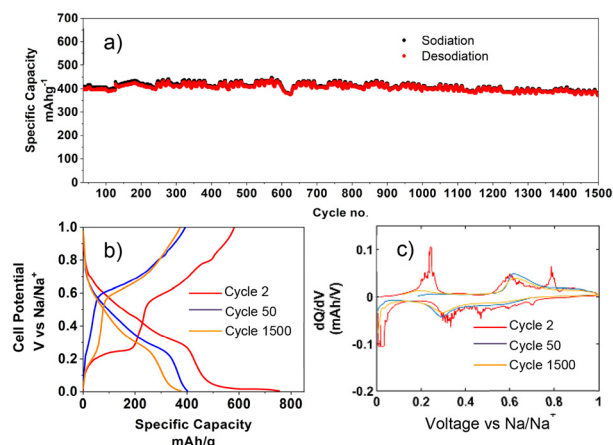 a)
Sodiation
Desodiation
Specific Capacity
mAhg-1
700
600
500
400
300
200
100
0
100 200 300 400 500 600 700 800 900 1000 1100 1200 1300 1400 1500
Cycle no.
b)
Cell Potential
V vs Na/Na+
1.0
0.8
0.6
0.4
0.2
0.0
Cycle 2
Cycle 50
Cycle 1500
0 200 400 600 800
Specific Capacity
mAh/g
c)
dQ/dV
(mAh/V)
0.1
0
-0.1
-0.2
Cycle 2
Cycle 50
Cycle 1500
0 0.2 0.4 0.6 0.8 1
Voltage vs Na/Na+